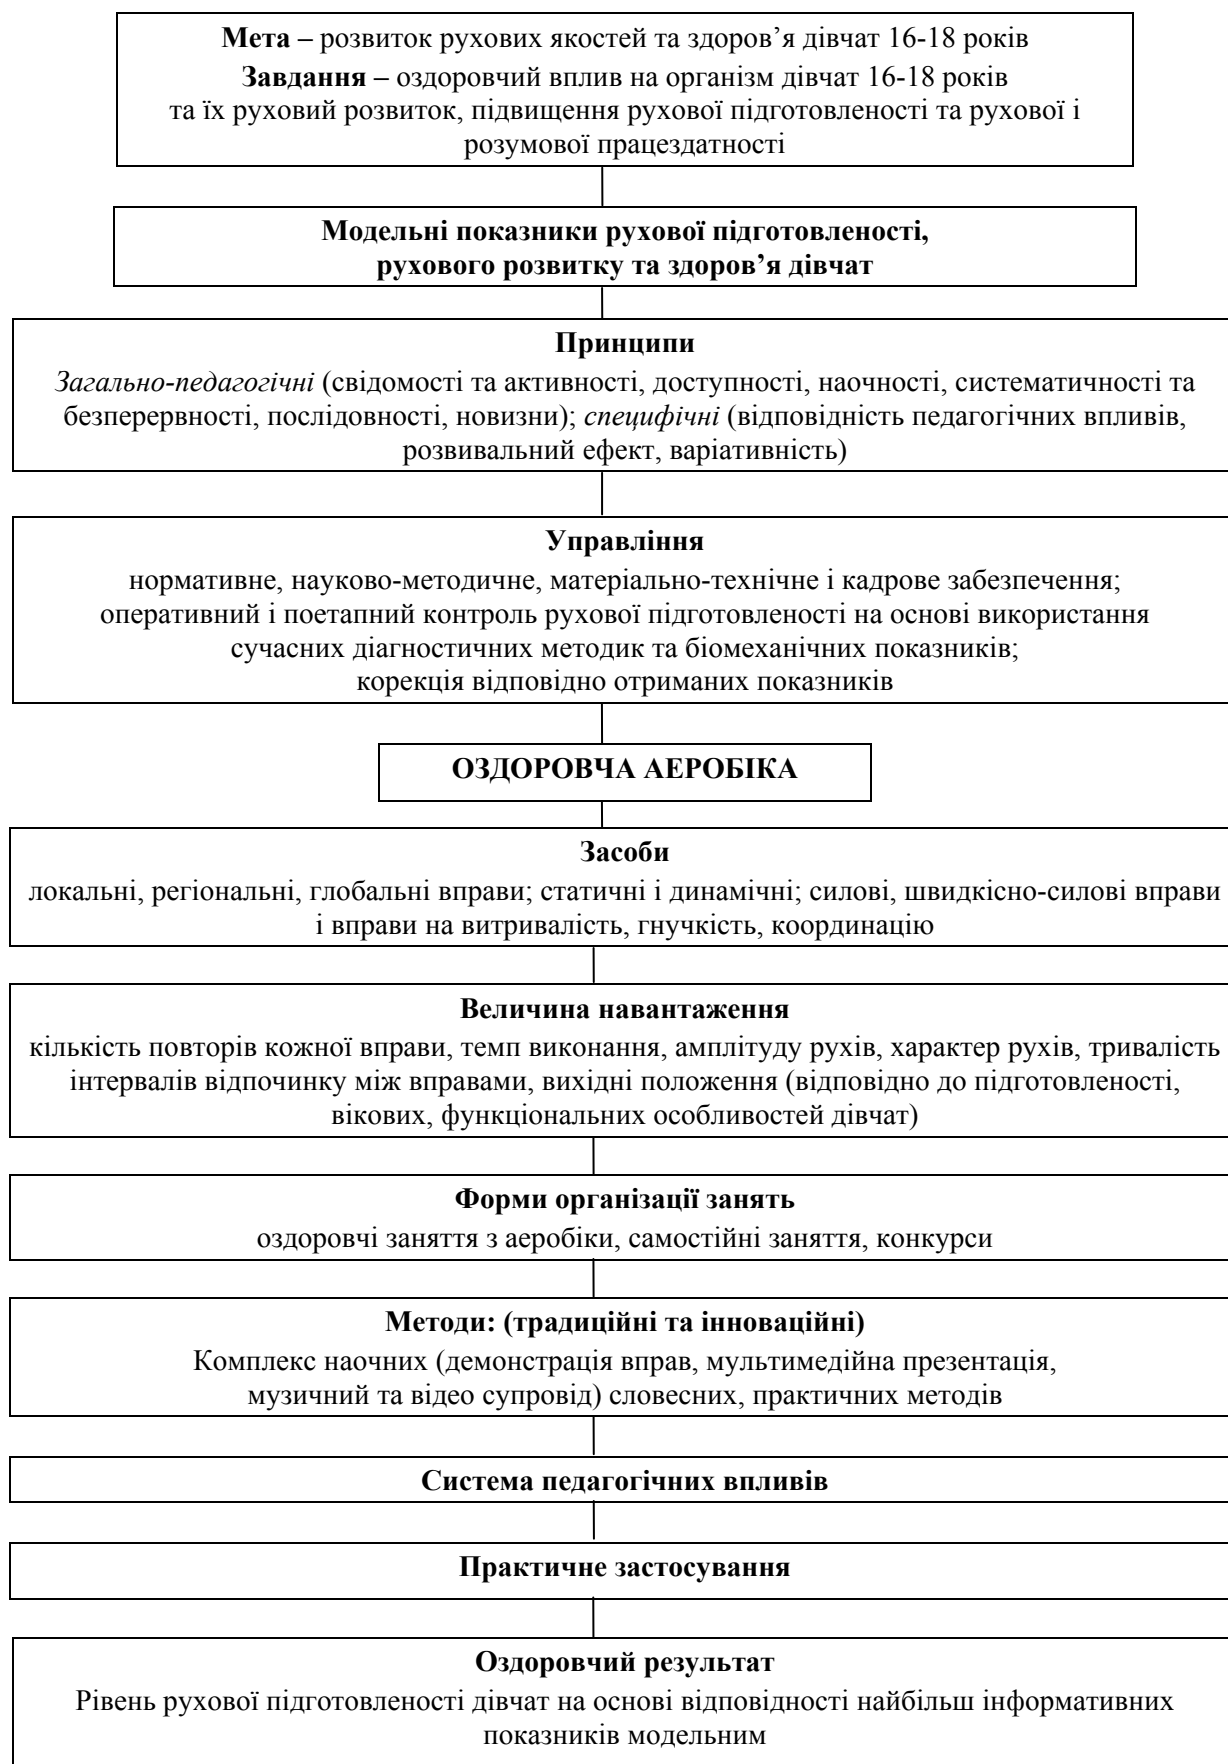 Мета – розвиток рухових якостей та здоров’я дівчат 16-18 років
Завдання – оздоровчий вплив на організм дівчат 16-18 років
та їх руховий розвиток, підвищення рухової підготовленості та рухової і
розумової працездатності
Модельні показники рухової підготовленості,
рухового розвитку та здоров’я дівчат
Принципи
Загально-педагогічні (свідомості та активності, доступності, наочності, систематичності та
безперервності, послідовності, новизни); специфічні (відповідність педагогічних впливів,
розвивальний ефект, варіативність)
Управління
нормативне, науково-методичне, матеріально-технічне і кадрове забезпечення;
оперативний і поетапний контроль рухової підготовленості на основі використання
сучасних діагностичних методик та біомеханічних показників;
корекція відповідно отриманих показників
ОЗДОРОВЧА АЕРОБІКА
Засоби
локальні, регіональні, глобальні вправи; статичні і динамічні; силові, швидкісно-силові вправи
і вправи на витривалість, гнучкість, координацію
Величина навантаження
кількість повторів кожної вправи, темп виконання, амплітуду рухів, характер рухів, тривалість
інтервалів відпочинку між вправами, вихідні положення (відповідно до підготовленості,
вікових, функціональних особливостей дівчат)
Форми організації занять
оздоровчі заняття з аеробіки, самостійні заняття, конкурси
Методи: (традиційні та інноваційні)
Комплекс наочних (демонстрація вправ, мультимедійна презентація,
музичний та відео супровід) словесних, практичних методів
Система педагогічних впливів
Практичне застосування
Оздоровчий результат
Рівень рухової підготовленості дівчат на основі відповідності найбільш інформативних
показників модельним